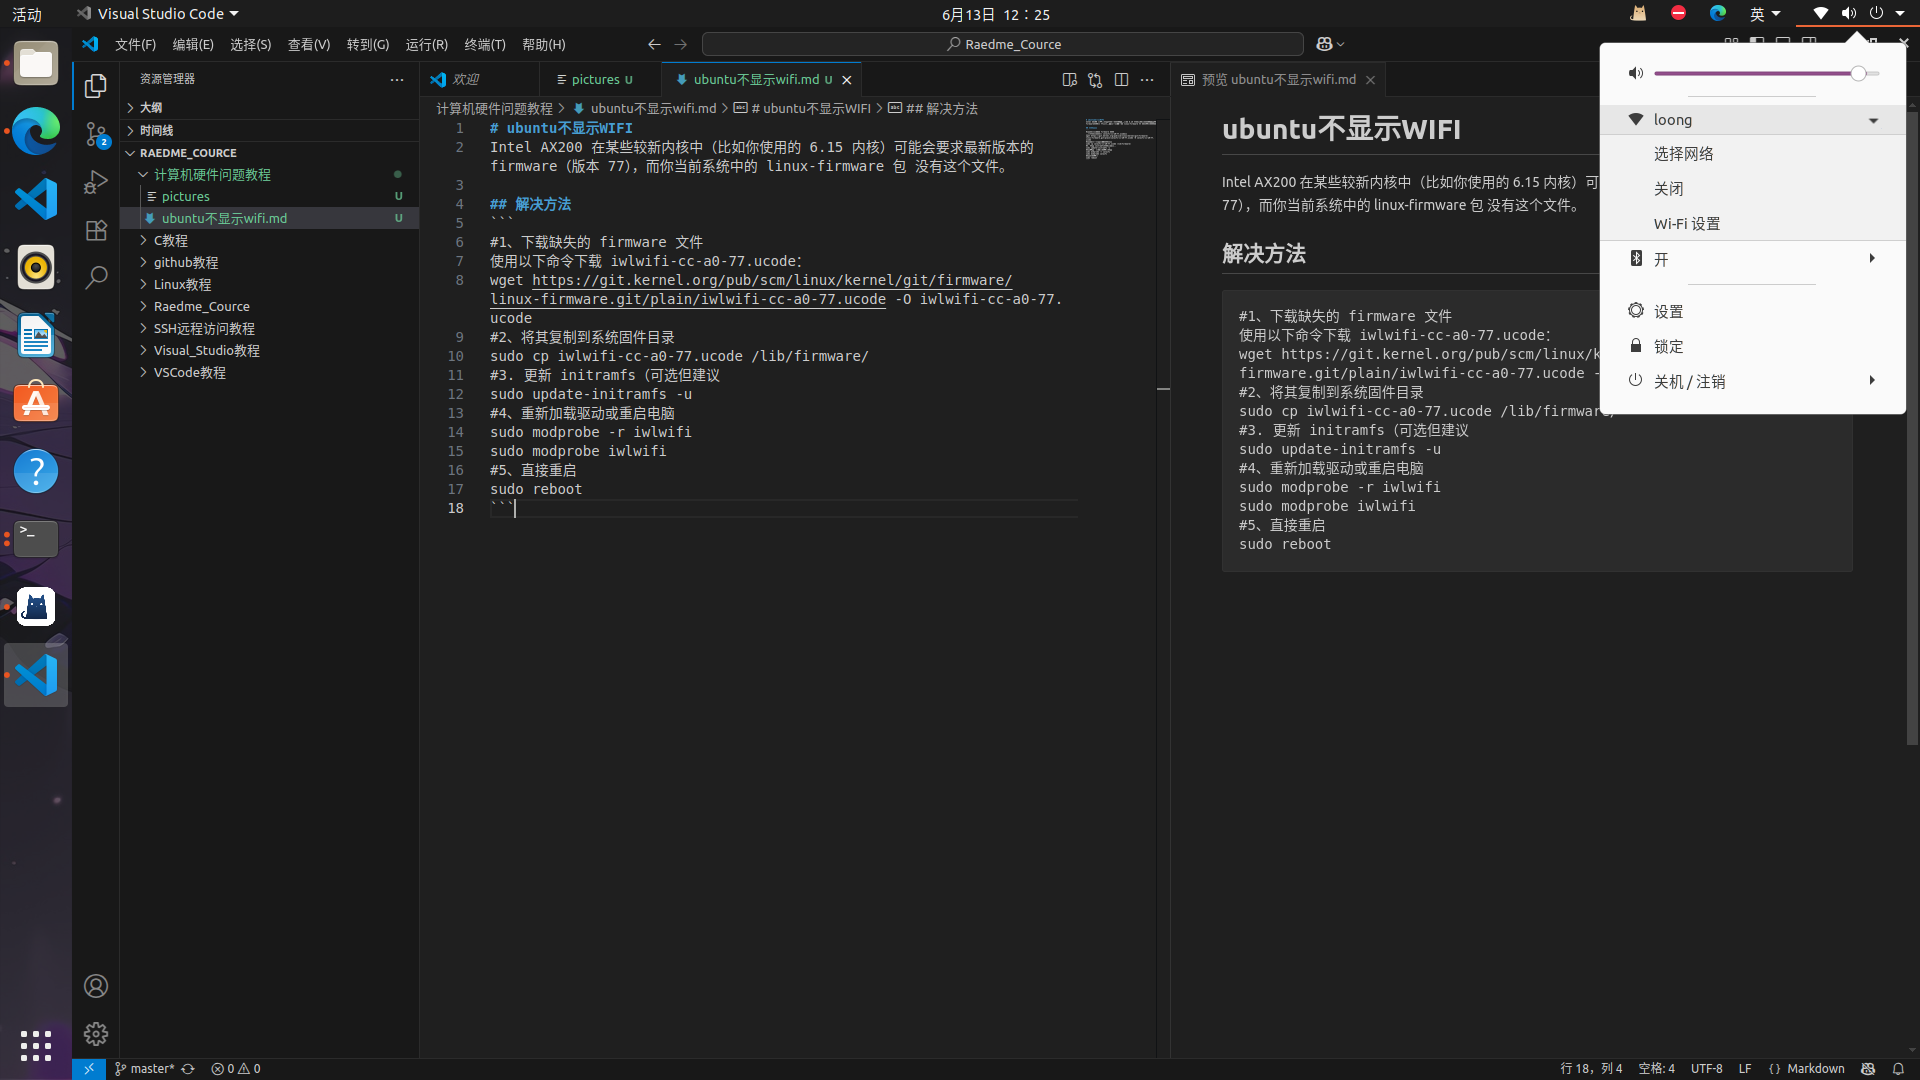 活动
Visual Studio Code
6月13日 12：25
英
文件(F)
编辑(E)
选择(S)
查看(V)
转到(G)
运行(R)
终端(T)
帮助(H)
Raedme_Cource
资源管理器
大纲
时间线
RAEDME_COURCE
计算机硬件问题教程
pictures U
ubuntu不显示wifi.md U
C教程
github教程
Linux教程
Raedme_Cource
SSH远程访问教程
Visual_Studio教程
VSCode教程
欢迎
pictures U
ubuntu不显示wifi.md U
计算机硬件问题教程 > ubuntu不显示wifi.md > # ubuntu不显示WIFI > ## 解决方法
1 # ubuntu不显示WIFI
2 Intel AX200 在某些较新内核中（比如你使用的 6.15 内核）可能会要求最新版本的
firmware（版本 77），而你当前系统中的 linux-firmware 包 没有这个文件。
3
4 ## 解决方法
5 ```
6 #1、下载缺失的 firmware 文件
7 使用以下命令下载 iwlwifi-cc-a0-77.ucode：
8 wget https://git.kernel.org/pub/scm/linux/kernel/git/firmware/
linux-firmware.git/plain/iwlwifi-cc-a0-77.ucode -O iwlwifi-cc-a0-77.
ucode
9 #2、将其复制到系统固件目录
10 sudo cp iwlwifi-cc-a0-77.ucode /lib/firmware/
11 #3. 更新 initramfs（可选但建议
12 sudo update-initramfs -u
13 #4、重新加载驱动或重启电脑
14 sudo modprobe -r iwlwifi
15 sudo modprobe iwlwifi
16 #5、直接重启
17 sudo reboot
18 ```
预览 ubuntu不显示wifi.md
ubuntu不显示WIFI
Intel AX200 在某些较新内核中（比如你使用的 6.15 内核）可
77），而你当前系统中的 linux-firmware 包 没有这个文件。
解决方法
#1、下载缺失的 firmware 文件
使用以下命令下载 iwlwifi-cc-a0-77.ucode：
wget https://git.kernel.org/pub/scm/linux/k
firmware.git/plain/iwlwifi-cc-a0-77.ucode -
#2、将其复制到系统固件目录
sudo cp iwlwifi-cc-a0-77.ucode /lib/firmware/
#3. 更新 initramfs（可选但建议
sudo update-initramfs -u
#4、重新加载驱动或重启电脑
sudo modprobe -r iwlwifi
sudo modprobe iwlwifi
#5、直接重启
sudo reboot
loong
选择网络
关闭
Wi-Fi 设置
开
设置
锁定
关机 / 注销
2
master*
0
0
行 18，列 4
空格: 4
UTF-8
LF
{} Markdown